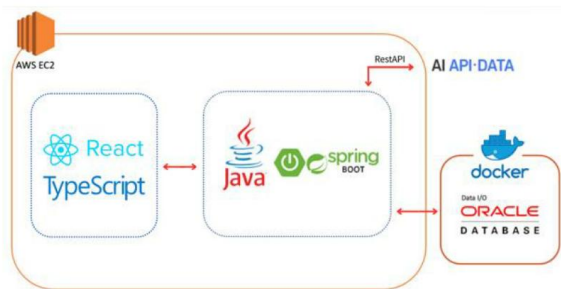 AWS EC2
RestAPI
AI API·DATA
React
TypeScript
Java
spring
BOOT
docker
Data I/O
ORACLE
DATABASE